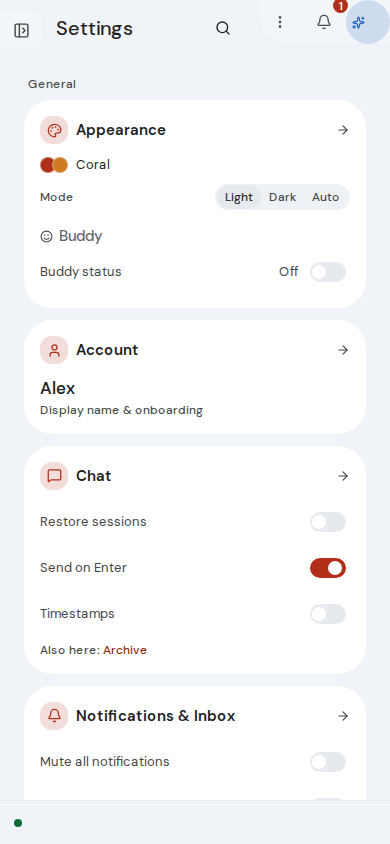 Settings
1
General
Appearance
Coral
Mode
Light Dark Auto
Buddy
Buddy status
Off
Account
Alex
Display name & onboarding
Chat
Restore sessions
Send on Enter
Timestamps
Also here: Archive
Notifications & Inbox
Mute all notifications